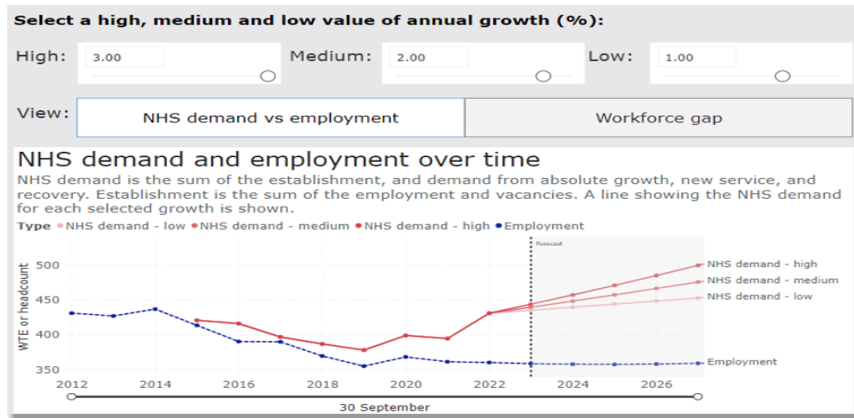 Select a high, medium and low value of annual growth (%):
High: 3.00 Medium: 2.00 Low: 1.00
View: NHS demand vs employment Workforce gap
NHS demand and employment over time
NHS demand is the sum of the establishment, and demand from absolute growth, new service, and
recovery. Establishment is the sum of the employment and vacancies. A line showing the NHS demand
for each selected growth is shown.
Type NHS demand - low NHS demand - medium NHS demand - high Employment
Forecast
500
450
400
350
WTE or headcount
NHS demand - high
NHS demand - medium
NHS demand - low
Employment
2012 2014 2016 2018 2020 2022 2024 2026
30 September